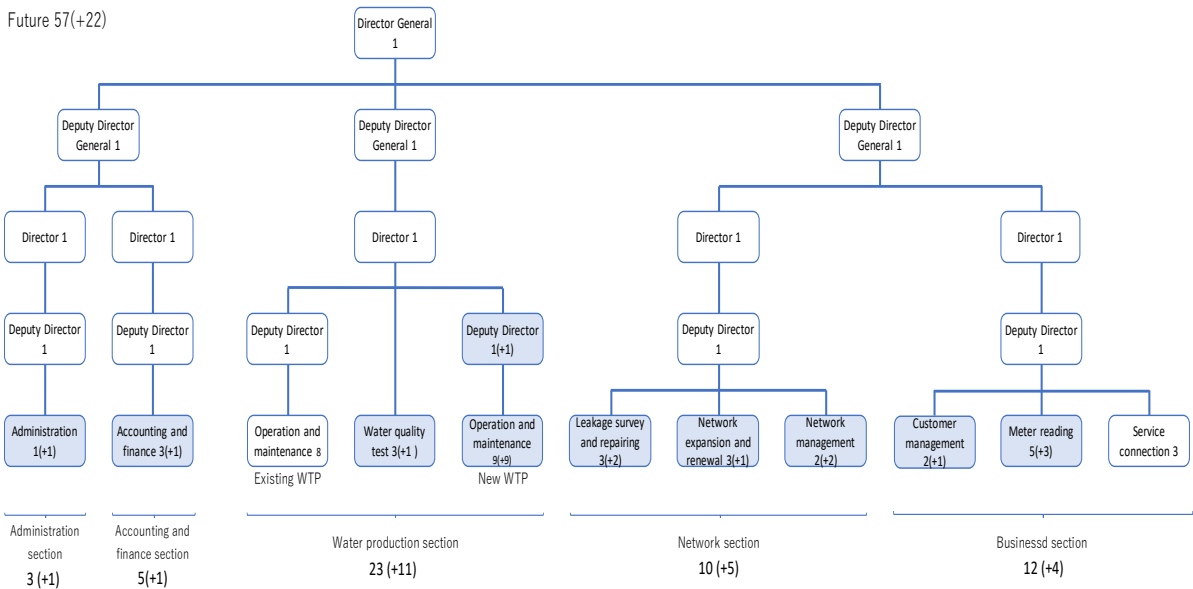 Future 57(+22)
Director General
1
Deputy Director
General 1
Deputy Director
General 1
Deputy Director
General 1
Director 1
Director 1
Director 1
Director 1
Director 1
Deputy Director
1
Deputy Director
1
Deputy Director
1
Deputy Director
1(+1)
Deputy Director
1
Deputy Director
1
Administration
1(+1)
Accounting and
finance 3(+1)
Operation and
maintenance 8
Water quality
test 3(+1 )
Operation and
maintenance
9(+9)
Leakage survey
and repairing
3(+2)
Network
expansion and
renewal 3(+1)
Network
management
2(+2)
Customer
management
2(+1)
Meter reading
5(+3)
Service
connection 3
Existing WTP
New WTP
Administration
section
3 (+1)
Accounting and
finance section
5(+1)
Water production section
23 (+11)
Network section
10 (+5)
Businessd section
12 (+4)